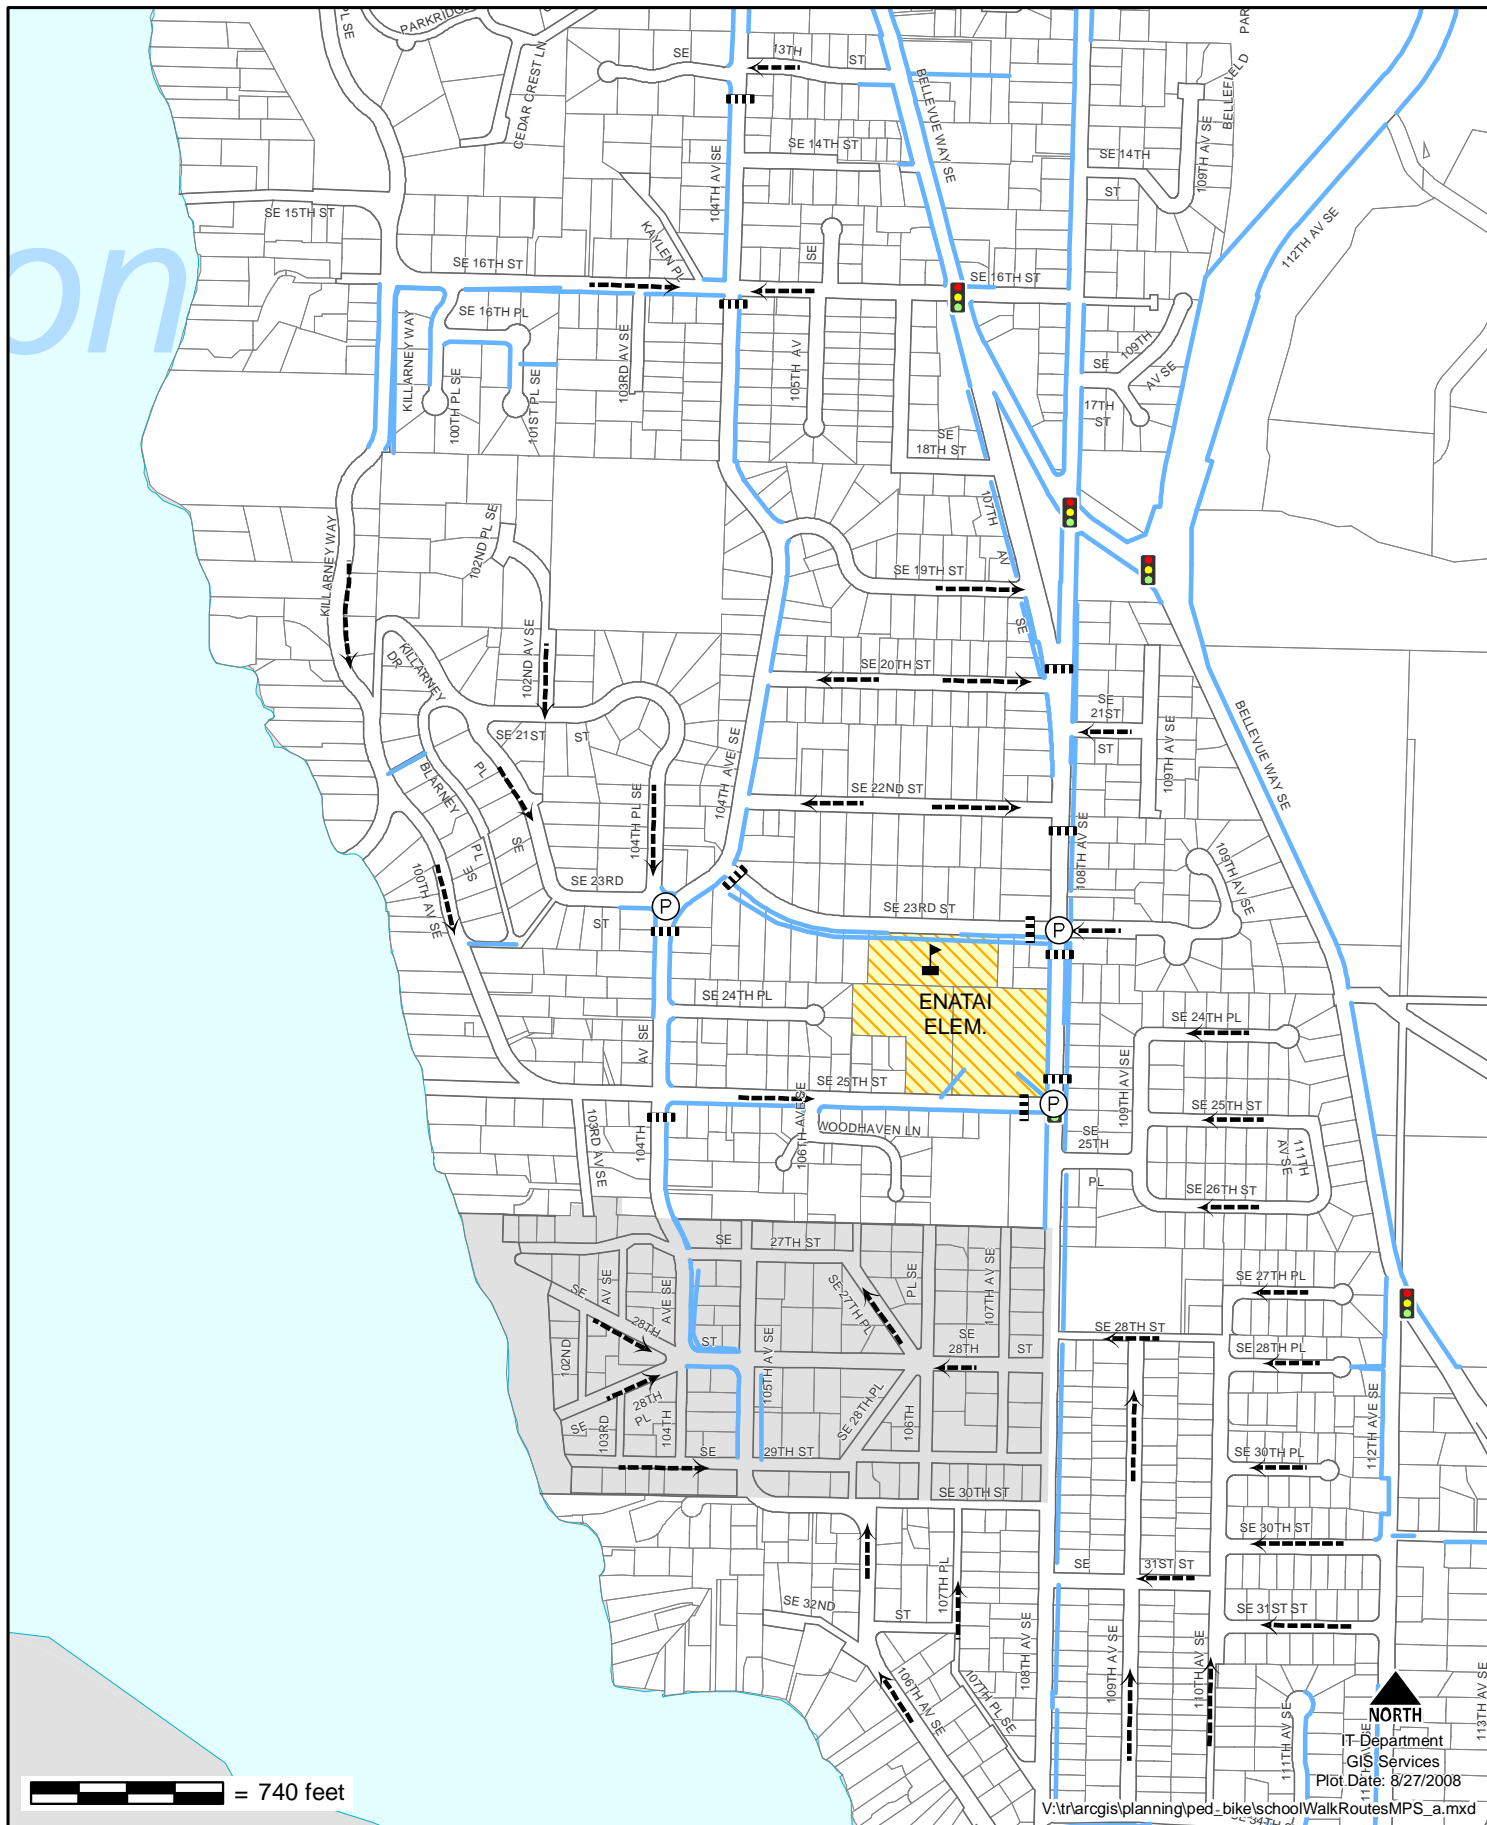 PL SE
PARKRIDGE
CEDAR CREST LN
SE 13TH ST
BELLEVUE WAY SE
PAR
BELLEFIELD
104TH AV SE
SE 14TH ST
SE 14TH ST
109TH AV SE
SE 15TH ST
KAYLEN PL
SE 16TH ST
SE 16TH ST
112TH AV SE
on
SE 16TH PL
KILLARNEY WAY
100TH PL SE
101ST PL SE
103RD AV SE
105TH AV SE
109TH AV SE
SE 17TH ST
SE 18TH ST
107TH AV SE
102ND PL SE
KILLARNEY WAY
SE 19TH ST
102ND AV SE
KILLARNEY DR
SE 20TH ST
SE 21ST ST
SE 21ST ST
109TH AV SE
BELLEVUE WAY SE
104TH AVE SE
BLARNEY PL SE
PL SE
104TH PL SE
SE 22ND ST
108TH AV SE
109TH AV SE
100TH AV SE
SE 23RD ST
P
SE 23RD ST
P
ENATAI
ELEM.
SE 24TH PL
SE 24TH PL
104TH AV SE
SE 25TH ST
P
109TH AV SE
SE 25TH ST
103RD AV SE
106TH AVE SE
WOODHAVEN LN
SE 25TH PL
111TH AV SE
SE 26TH ST
SE 27TH ST
102ND AV SE
AVE SE
SE 28TH ST
SE 27TH PL
PL SE
107TH AV SE
SE 27TH PL
SE 28TH ST
SE 28TH ST
SE 28TH PL
105TH AV SE
SE 28TH PL
SE 28TH PL
103RD
104TH
106TH
112TH AVE SE
SE 29TH ST
SE 30TH PL
SE 30TH ST
SE 30TH ST
SE 31ST ST
SE 32ND ST
107TH PL
SE 31ST ST
108TH AV SE
109TH AV SE
110TH AV SE
106TH AV SE
107TH PL SE
111TH AV SE
113TH AV SE
NORTH
IT Department
GIS Services
Plot Date: 8/27/2008
= 740 feet
V:\tr\arcgis\planning\ped_bike\schoolWalkRoutesMPS_a.mxd